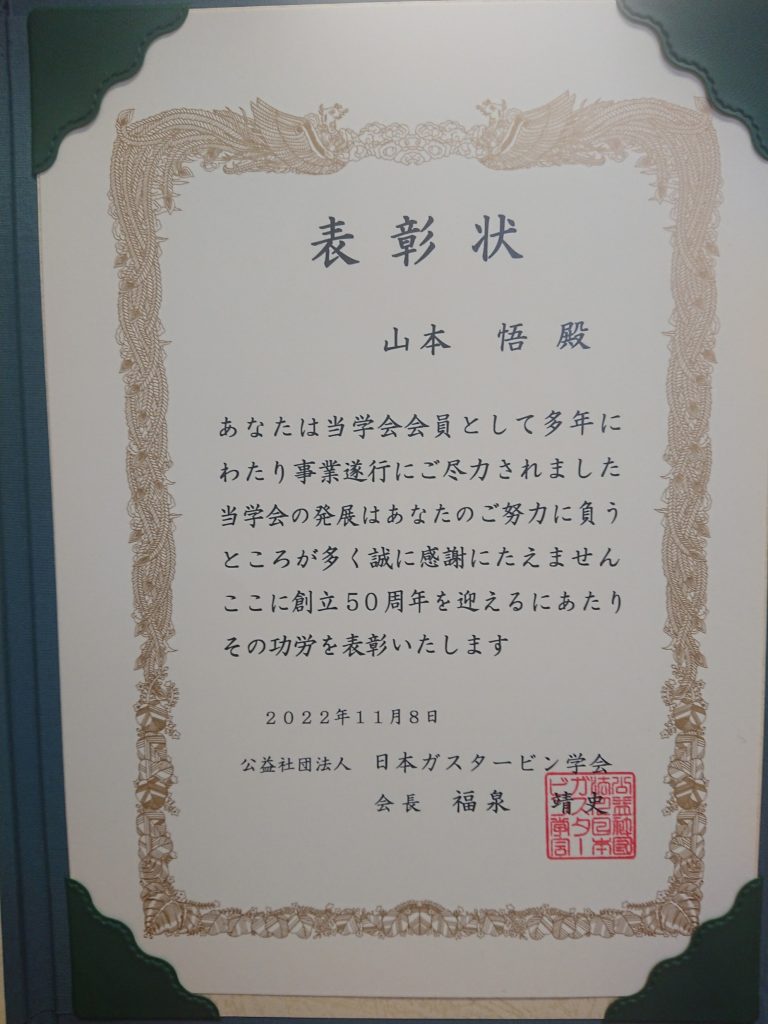 表彰状
山本 悟 殿
あなたは当学会会員として多年に
わたり事業遂行にご尽力されました
当学会の発展はあなたのご努力に負う
ところが多く誠に感謝にたえません
ここに創立50周年を迎えるにあたり
その功労を表彰いたします
2022年11月8日
公益社団法人 日本ガスタービン学会
会長 福泉 靖史